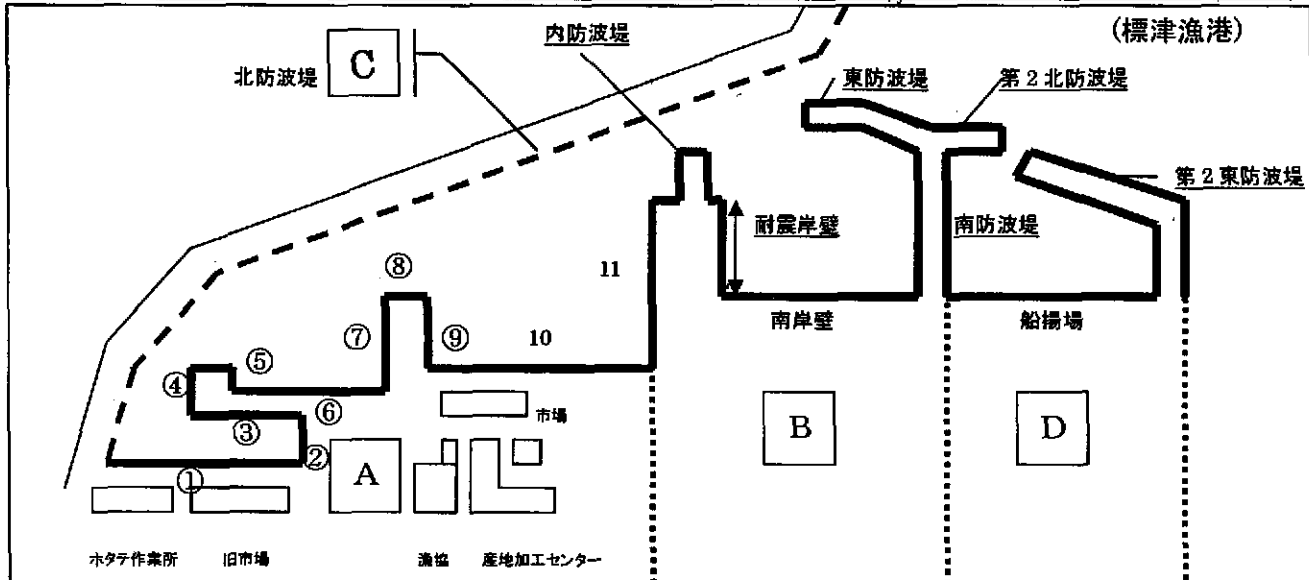 (標津漁港)
内防波堤
北防波堤 C
東防波堤
第2北防波堤
第2東防波堤
耐震岸壁
南防波堤
⑧
11
南岸壁
船揚場
⑦
⑨
10
⑤
④
⑥
市場
③
B
D
②
A
①
ホタテ作業所
旧市場
漁協
産地加工センター